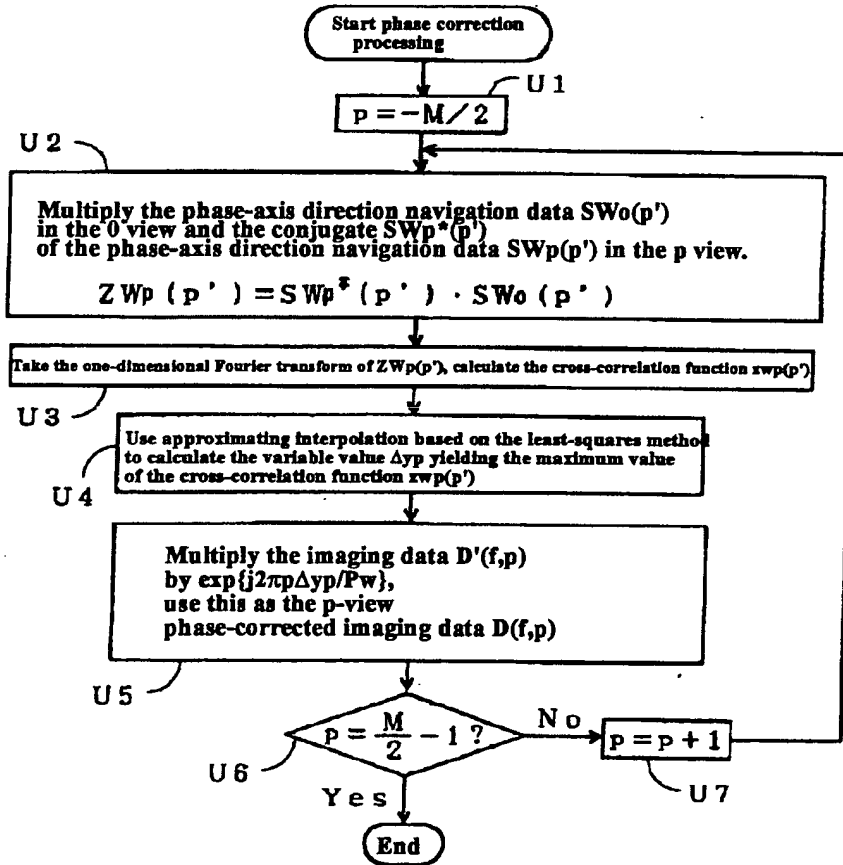 Start phase correction
processing
U1
p = -M/2
U2
Multiply the phase-axis direction navigation data SWo(p')
in the 0 view and the conjugate SWp*(p')
of the phase-axis direction navigation data SWp(p') in the p view.
ZWp (p') = SWp* (p') · SWo (p')
Take the one-dimensional Fourier transform of ZWp(p'), calculate the cross-correlation function xwp(p').
U3
Use approximating interpolation based on the least-squares method
to calculate the variable value Δyp yielding the maximum value
of the cross-correlation function xwp(p')
U4
Multiply the imaging data D'(f,p)
by exp{j2πpΔyp/Pw},
use this as the p-view
phase-corrected imaging data D(f,p)
U5
p = M/2 - 1 ?
No
p = p + 1
U6
U7
Yes
End